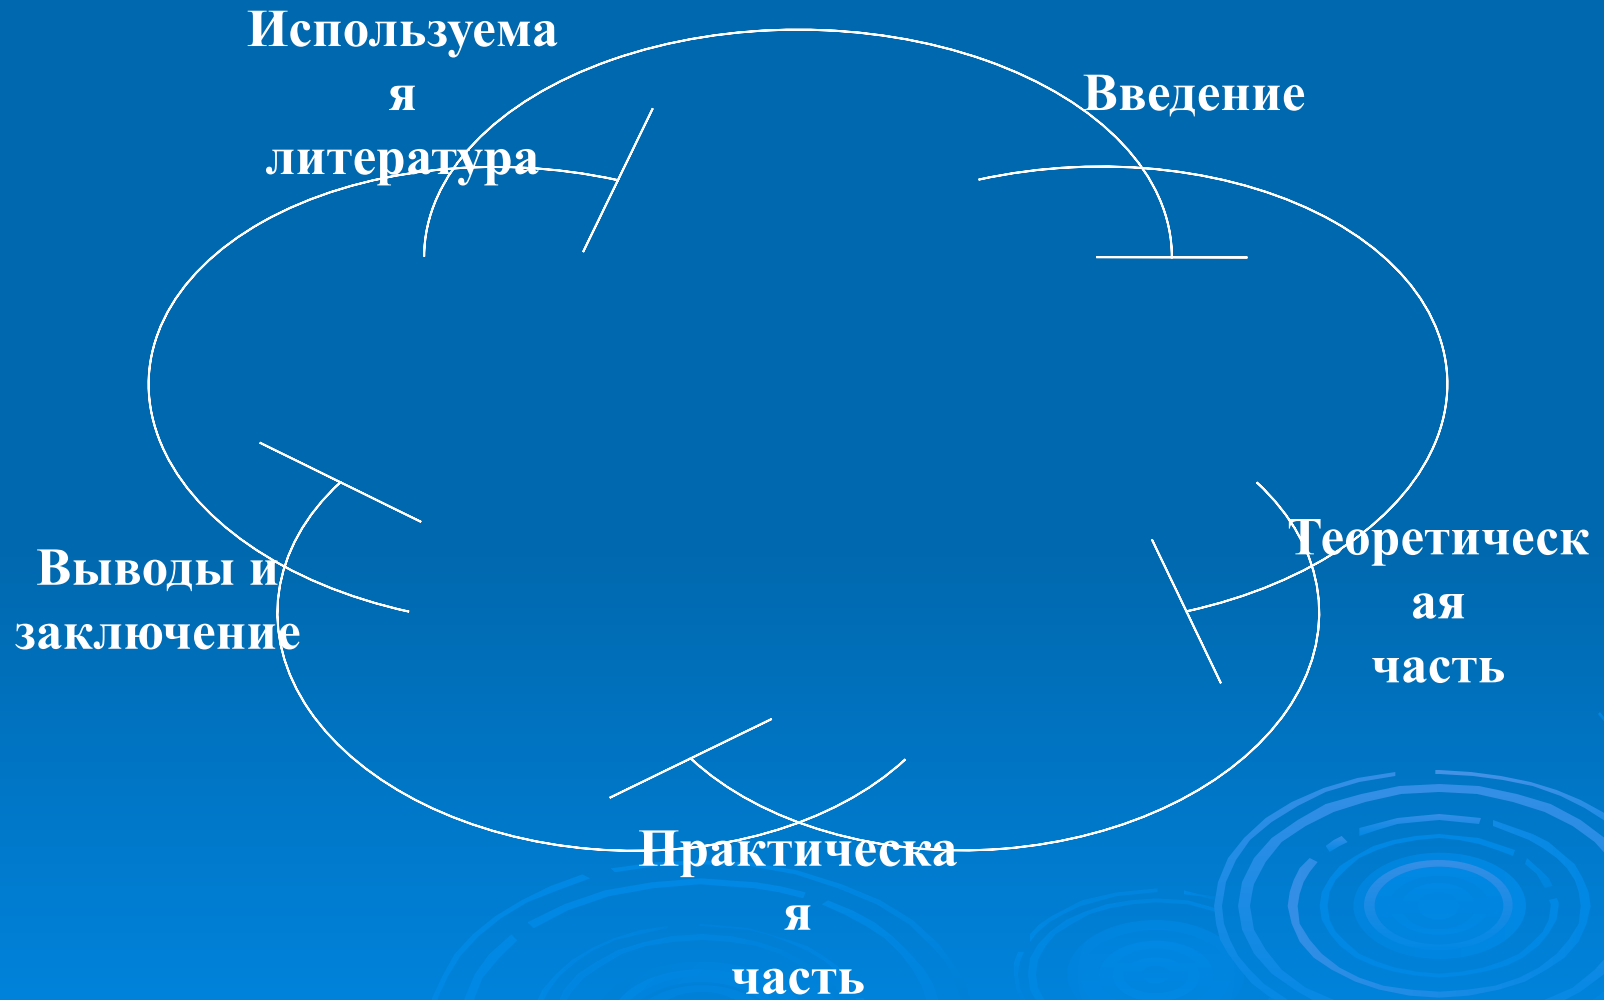 Используема
я
литература
Введение
Теоретическ
ая
часть
Выводы и
заключение
Практическа
я
часть